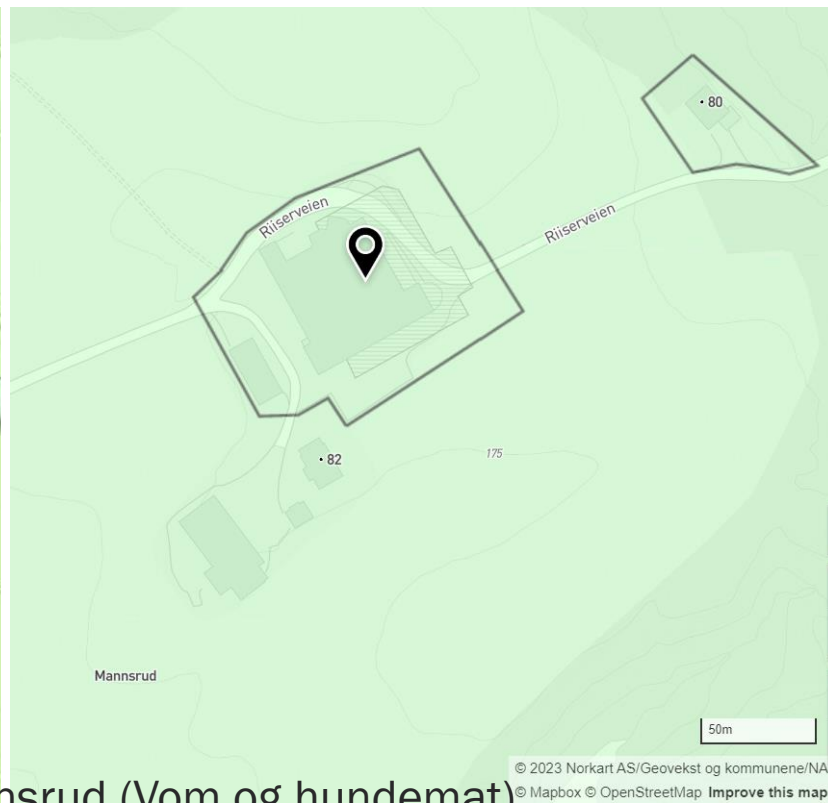 80
Riiserveien
Riiserveien
82
175
Mannsrud
50m
© 2023 Norkart AS/Geovekst og kommunene/NA
(Vom og hundemat)
© Mapbox © OpenStreetMap Improve this map